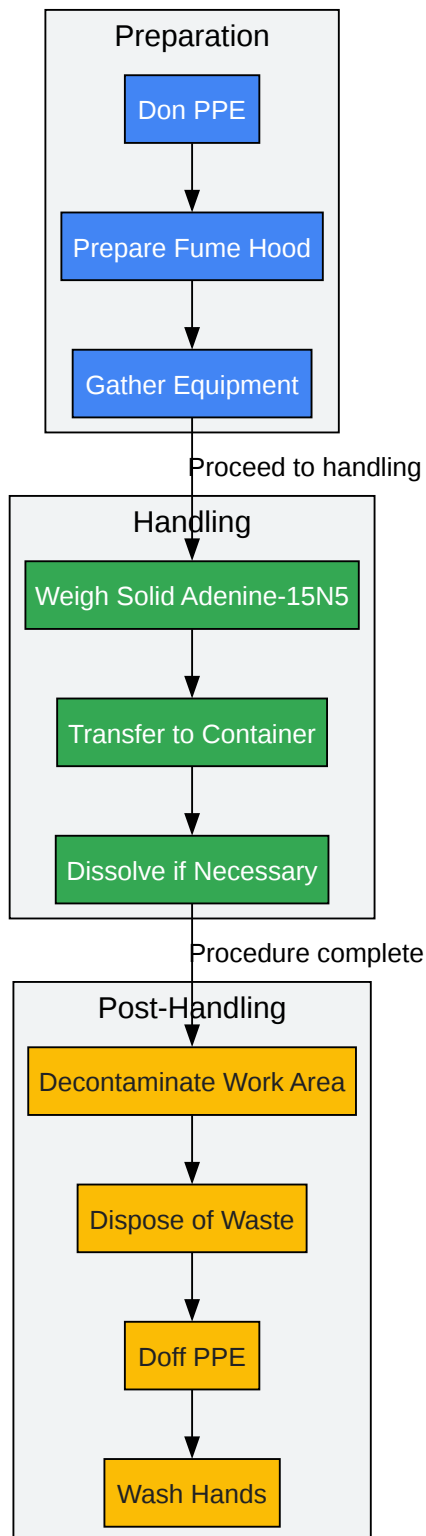 Preparation
Don PPE
Prepare Fume Hood
Gather Equipment
Proceed to handling
Handling
Weigh Solid Adenine-15N5
Transfer to Container
Dissolve if Necessary
Procedure complete
Post-Handling
Decontaminate Work Area
Dispose of Waste
Doff PPE
Wash Hands